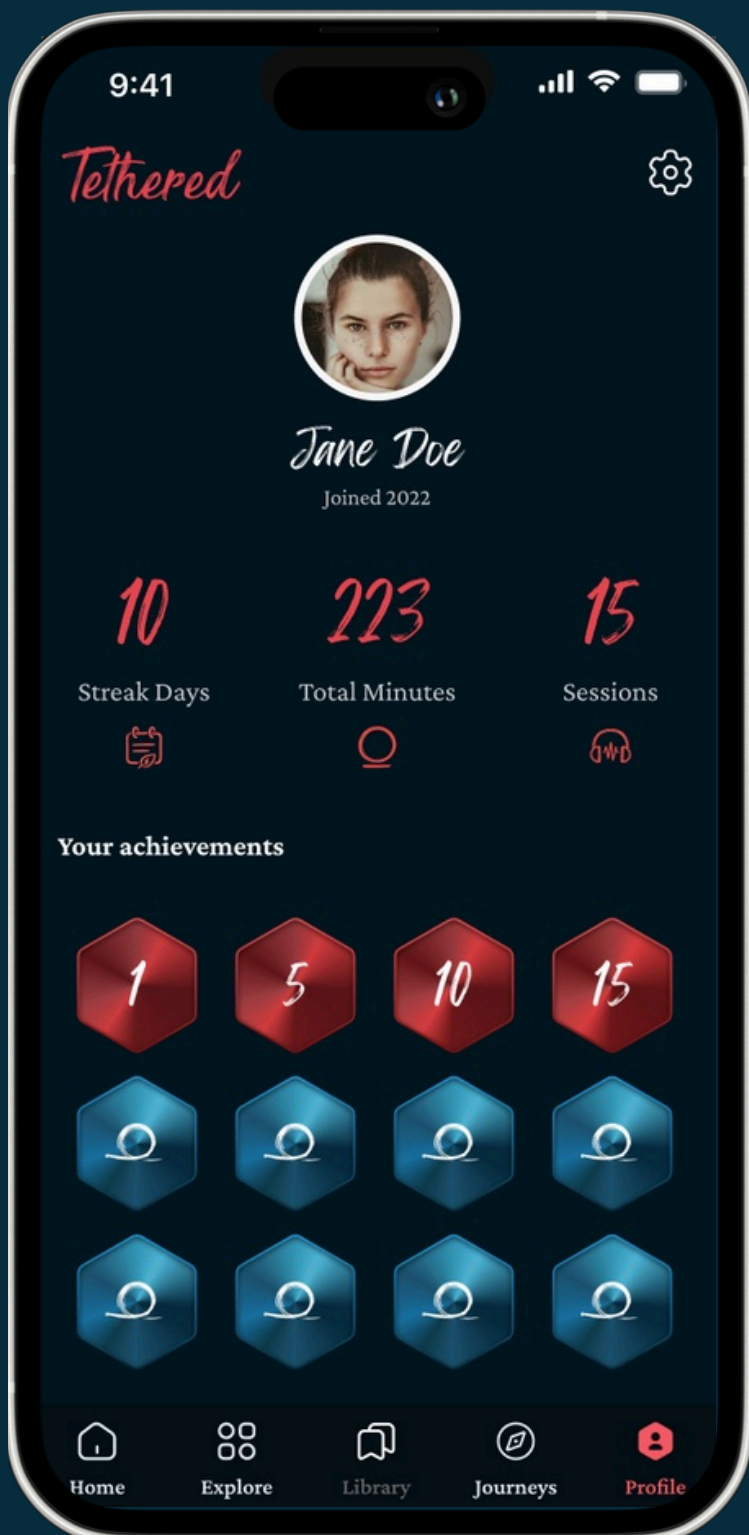 9:41
Tethered
Jane Doe
Joined 2022
10 223 15
Streak Days Total Minutes Sessions
Your achievements
1 5 10 15
Home Explore Library Journeys Profile